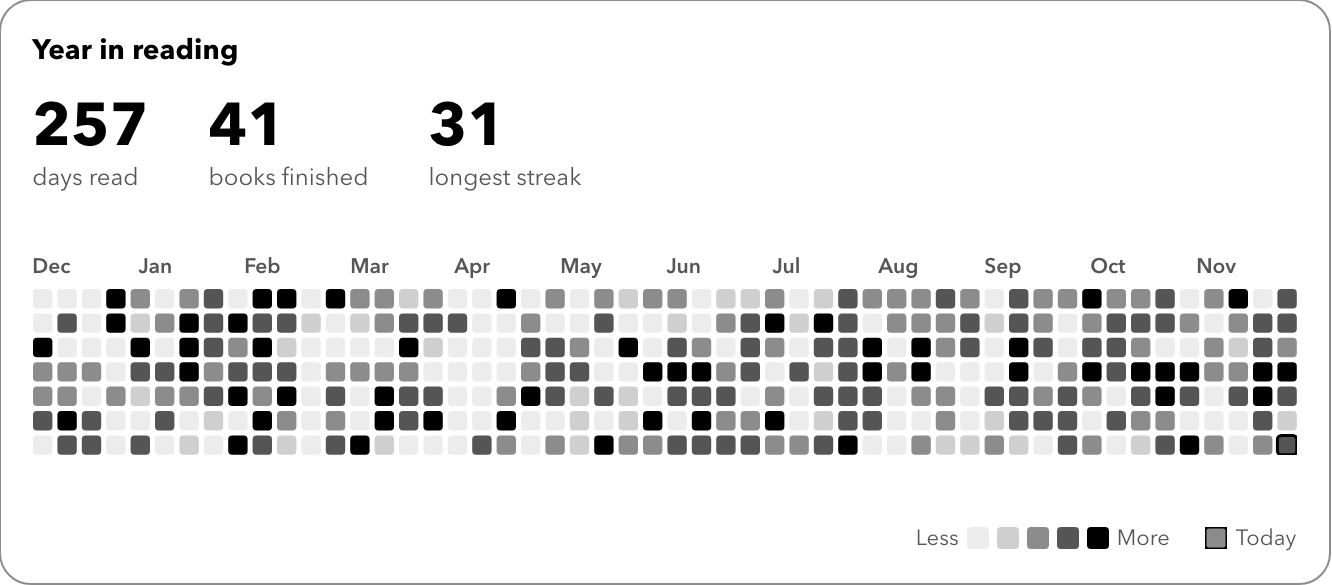 Year in reading
257 41 31
days read books finished longest streak
Dec Jan Feb Mar Apr May Jun Jul Aug Sep Oct Nov
Less More Today